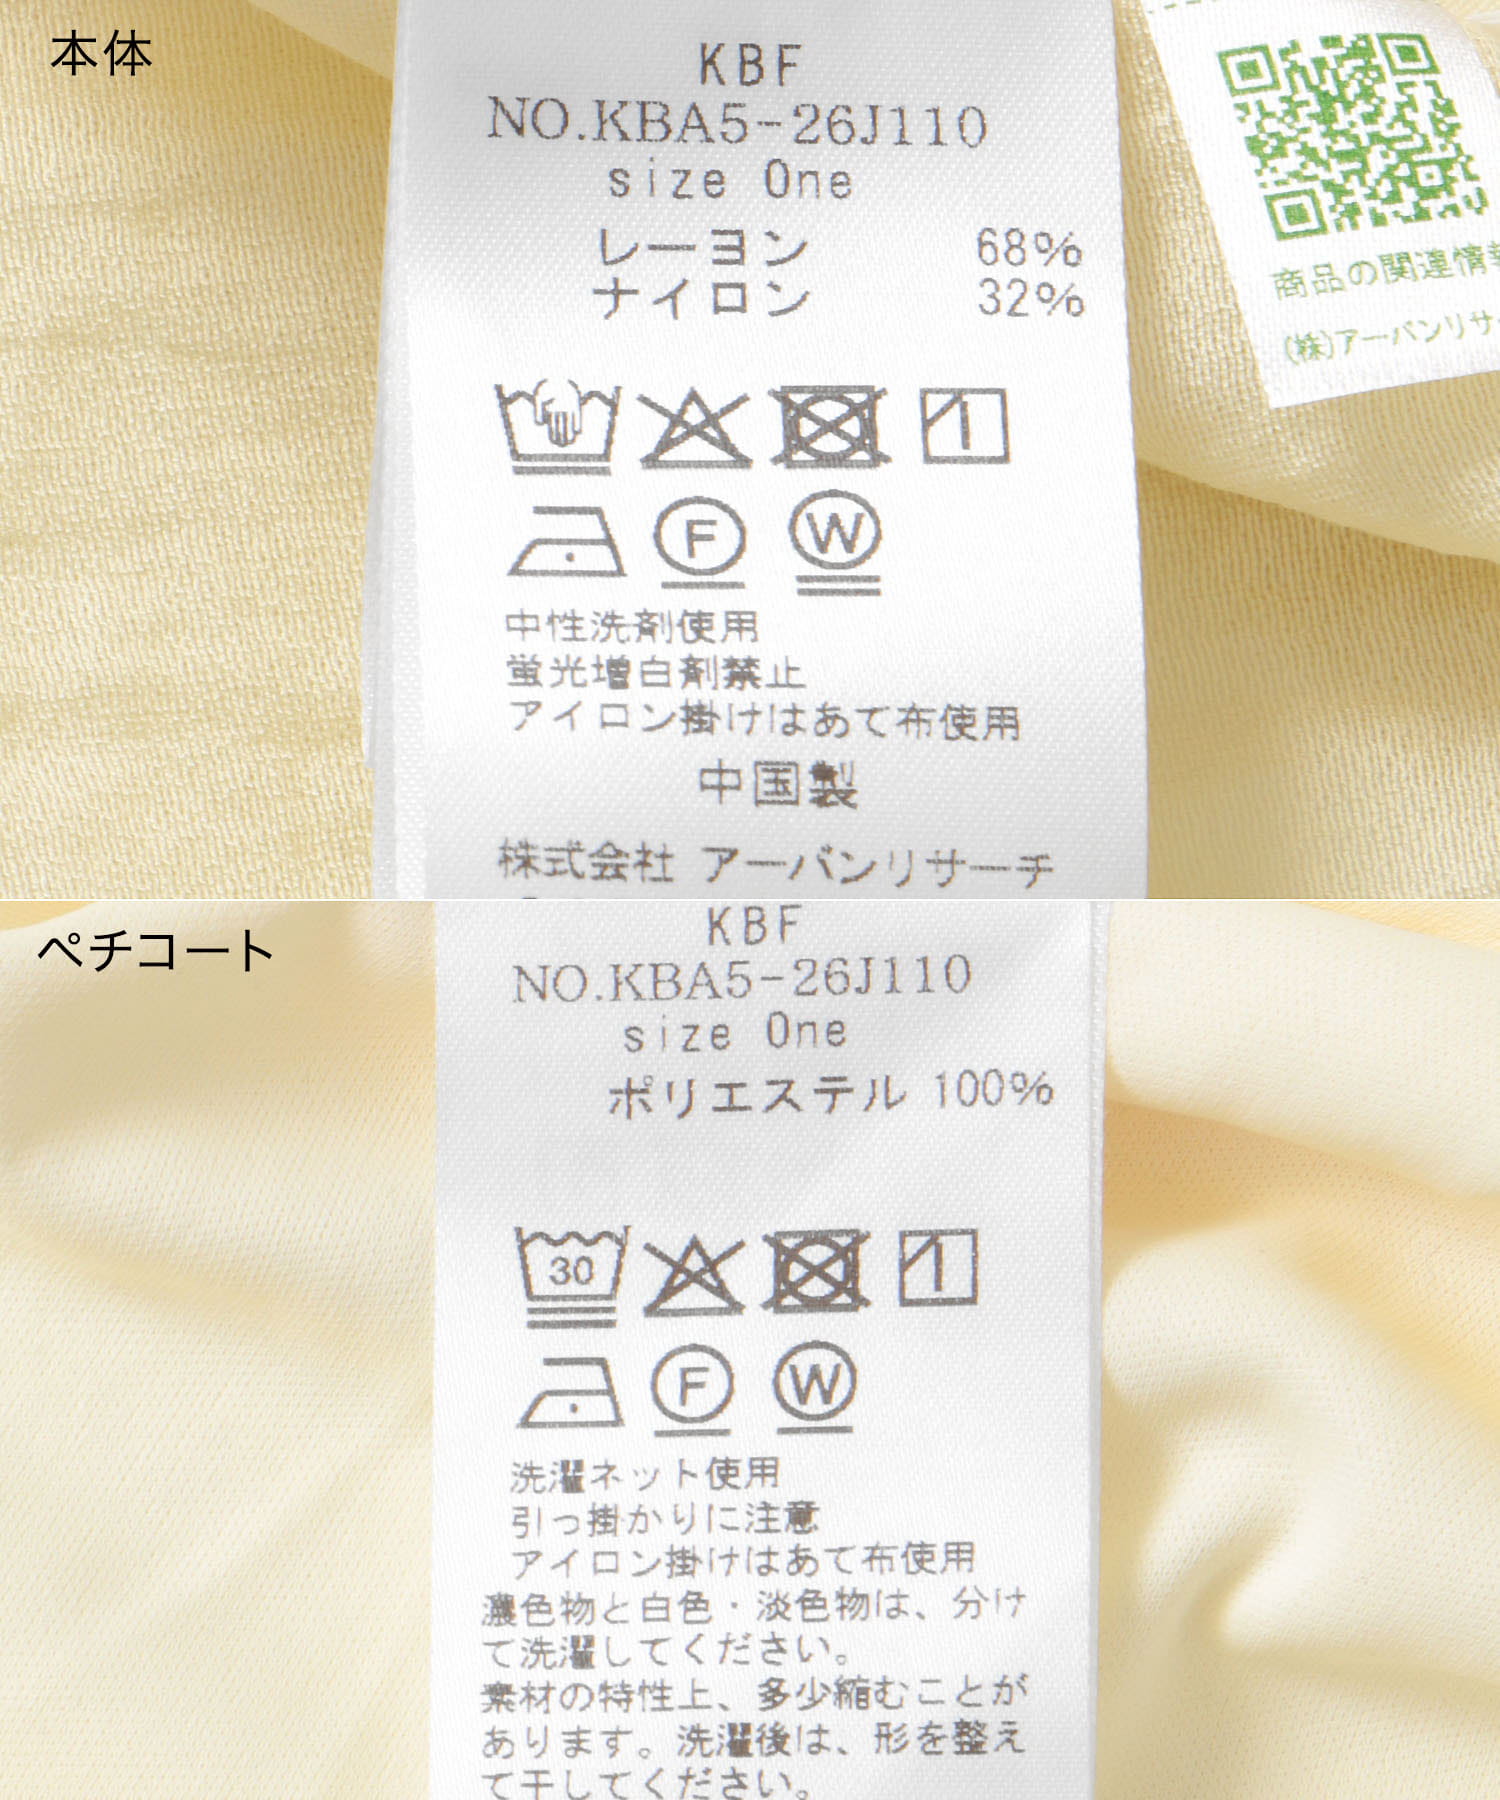 本体
KBF
NO.KBA5-26J110
size One
レーヨン 68%
ナイロン 32%
F W
中性洗剤使用
蛍光増白剤禁止
アイロン掛けはあて布使用
中国製
株式会社 アーバンリサーチ
商品の関連情報
(株)アーバンリサー
ペチコート
KBF
NO.KBA5-26J110
size One
ポリエステル 100%
30
F W
洗濯ネット使用
引っ掛かりに注意
アイロン掛けはあて布使用
濃色物と白色・淡色物は、分け
て洗濯してください。
素材の特性上、多少縮むことが
あります。洗濯後は、形を整え
て干してください。